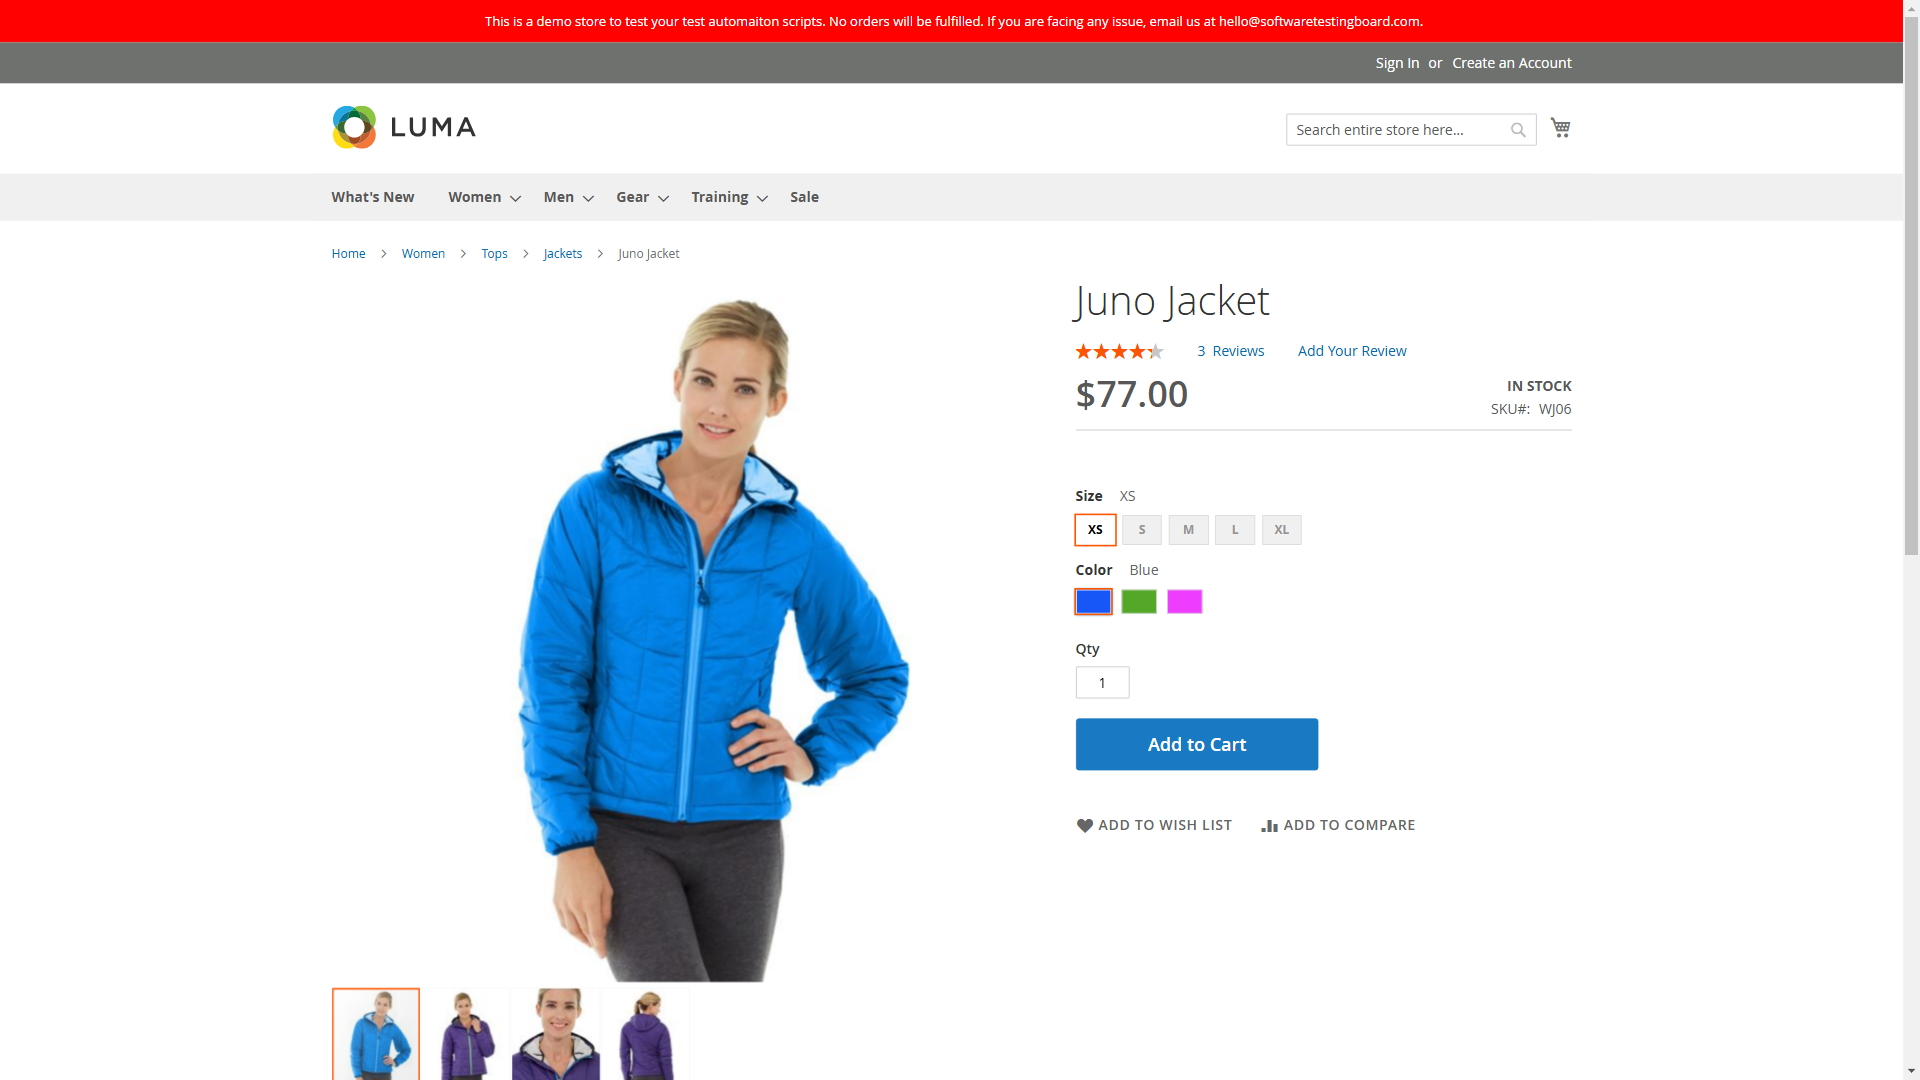 This is a demo store to test your test automaiton scripts. No orders will be fulfilled. If you are facing any issue, email us at hello@softwaretestingboard.com.
Sign In or Create an Account
LUMA
Search entire store here...
What's New Women Men Gear Training Sale
Home Women Tops Jackets Juno Jacket
Juno Jacket
3 Reviews Add Your Review
$77.00
IN STOCK
SKU#: WJ06
Size XS
XS S M L XL
Color Blue
Qty
1
Add to Cart
ADD TO WISH LIST ADD TO COMPARE